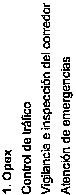 1. Opex
Control de tráfico
Vigilancia e inspección del corredor
Atención de emergencias